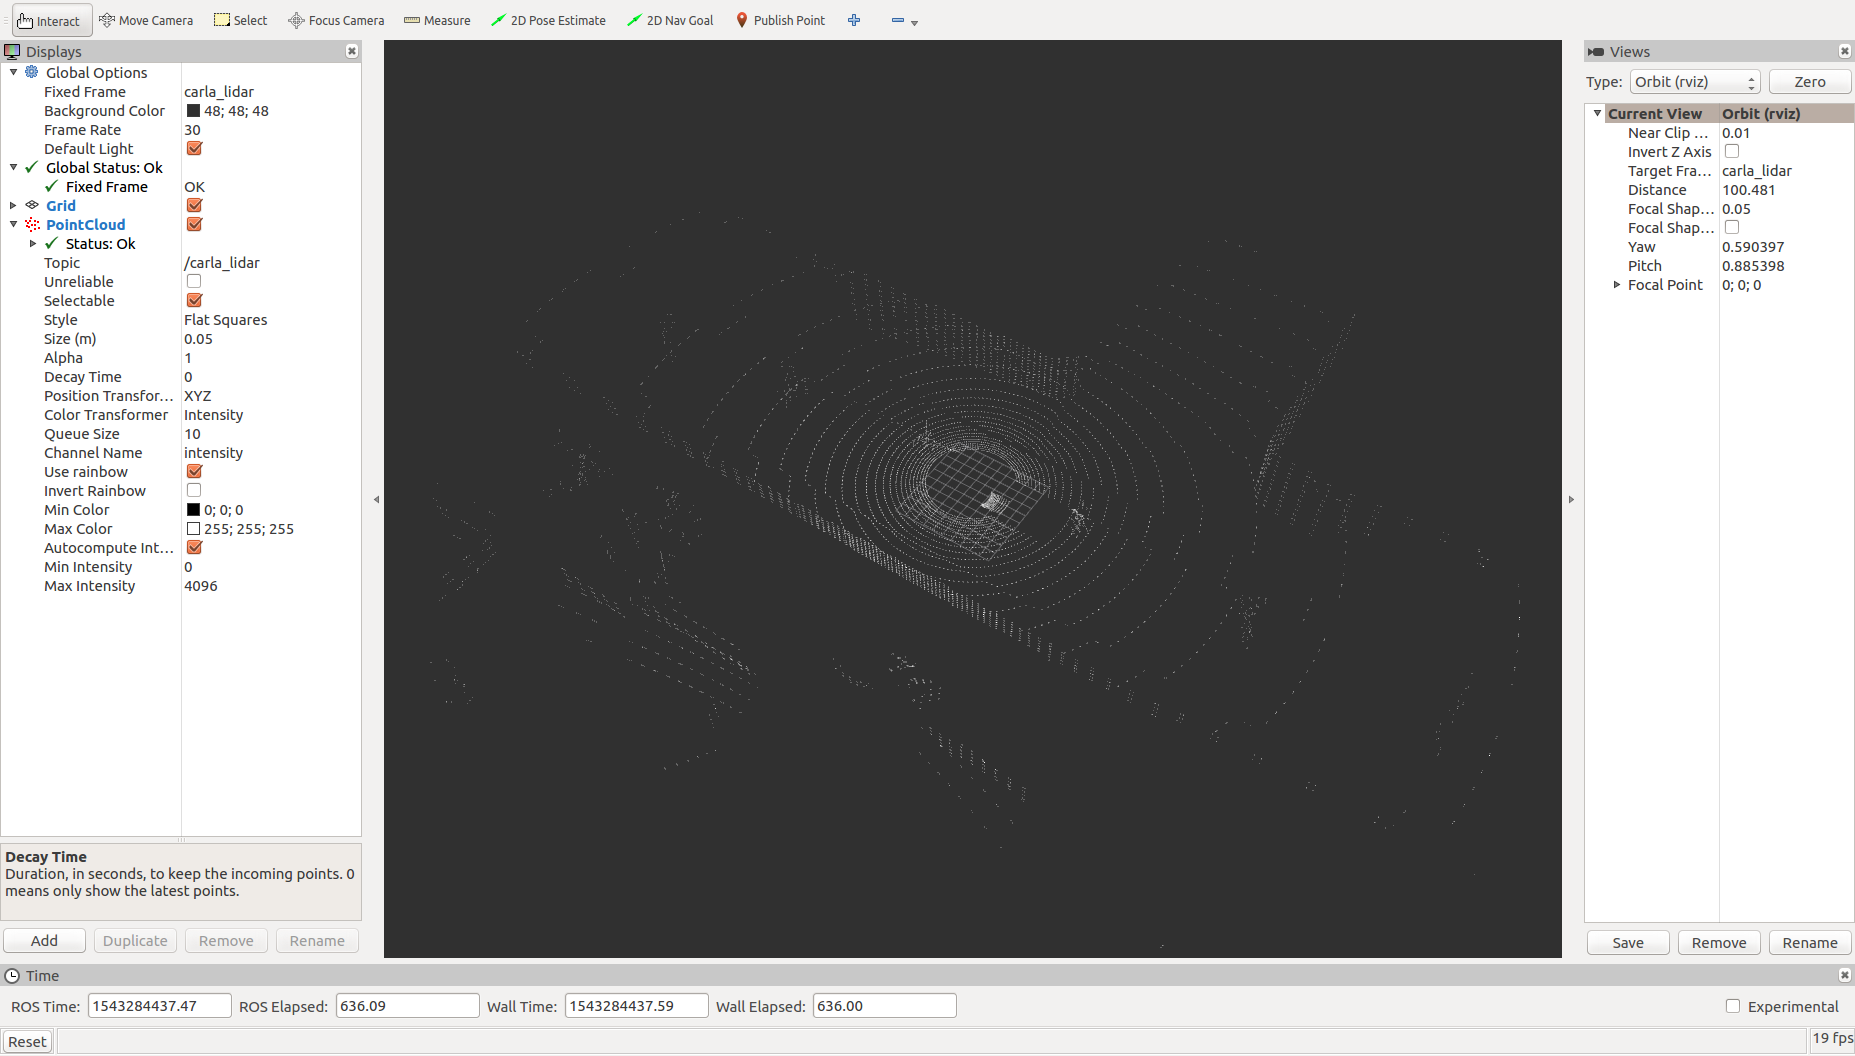 Interact Move Camera Select Focus Camera Measure 2D Pose Estimate 2D Nav Goal Publish Point
Displays
Global Options
Fixed Frame carla_lidar
Background Color 48; 48; 48
Frame Rate 30
Default Light
Global Status: Ok
Fixed Frame OK
Grid
PointCloud
Status: Ok
Topic /carla_lidar
Unreliable
Selectable
Style Flat Squares
Size (m) 0.05
Alpha 1
Decay Time 0
Position Transfor... XYZ
Color Transformer Intensity
Queue Size 10
Channel Name intensity
Use rainbow
Invert Rainbow
Min Color 0; 0; 0
Max Color 255; 255; 255
Autocompute Int...
Min Intensity 0
Max Intensity 4096
Decay Time
Duration, in seconds, to keep the incoming points. 0
means only show the latest points.
Add Duplicate Remove Rename
Views
Type: Orbit (rviz) Zero
Current View Orbit (rviz)
Near Clip ... 0.01
Invert Z Axis
Target Fra... carla_lidar
Distance 100.481
Focal Shap... 0.05
Focal Shap...
Yaw 0.590397
Pitch 0.885398
Focal Point 0; 0; 0
Save Remove Rename
Time
ROS Time: 1543284437.47 ROS Elapsed: 636.09 Wall Time: 1543284437.59 Wall Elapsed: 636.00 Experimental
Reset 19 fps